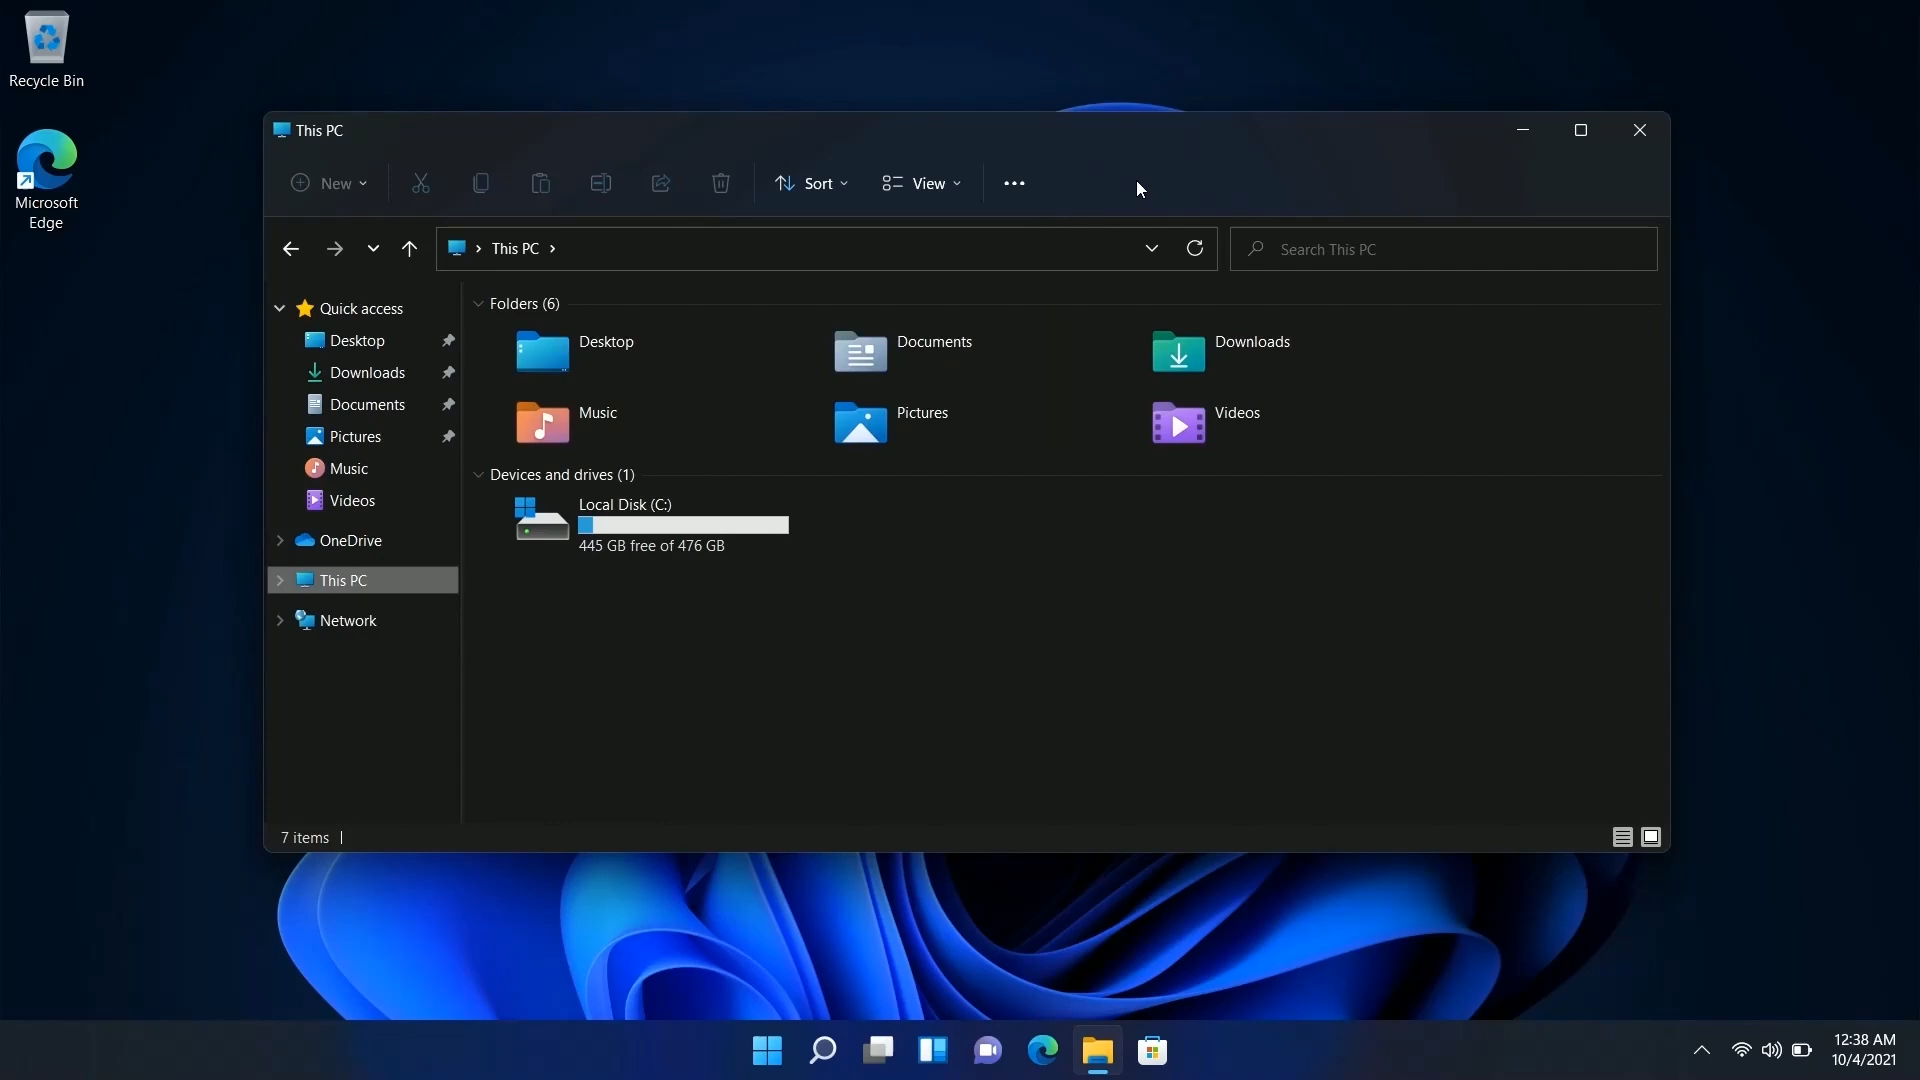 Recycle Bin
Microsoft
Edge
This PC
New
Sort
View
This PC
Search This PC
Quick access
Desktop
Downloads
Documents
Pictures
Music
Videos
OneDrive
This PC
Network
Folders (6)
Desktop
Documents
Downloads
Music
Pictures
Videos
Devices and drives (1)
Local Disk (C:)
445 GB free of 476 GB
7 items
12:38 AM
10/4/2021